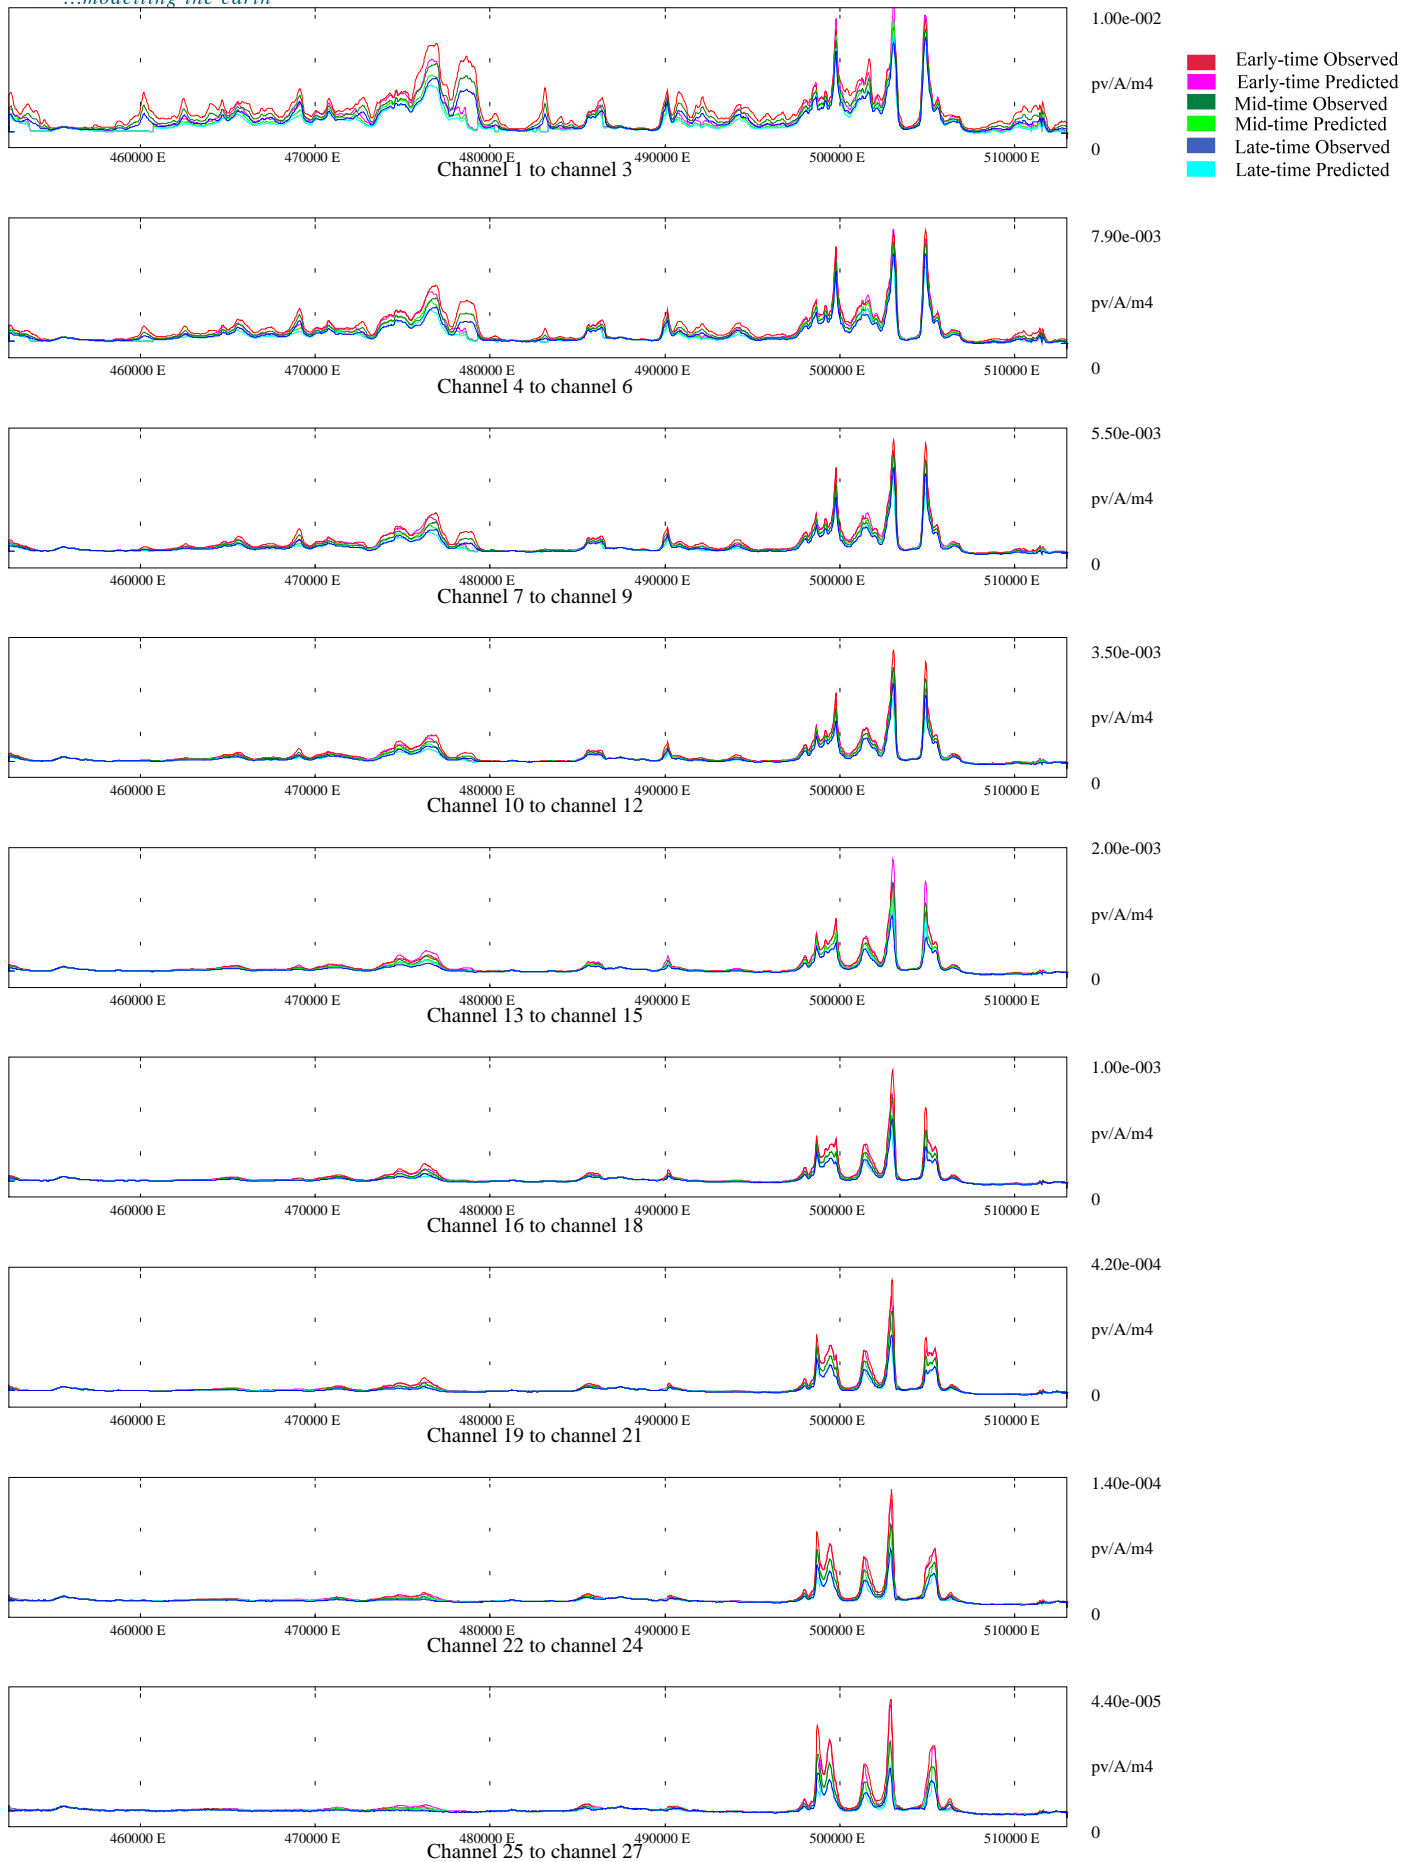 ...modelling the earth
1.00e-002
pv/A/m4
0
Early-time Observed
Early-time Predicted
Mid-time Observed
Mid-time Predicted
Late-time Observed
Late-time Predicted
460000 E 470000 E 480000 E 490000 E 500000 E 510000 E
Channel 1 to channel 3
7.90e-003
pv/A/m4
0
460000 E 470000 E 480000 E 490000 E 500000 E 510000 E
Channel 4 to channel 6
5.50e-003
pv/A/m4
0
460000 E 470000 E 480000 E 490000 E 500000 E 510000 E
Channel 7 to channel 9
3.50e-003
pv/A/m4
0
460000 E 470000 E 480000 E 490000 E 500000 E 510000 E
Channel 10 to channel 12
2.00e-003
pv/A/m4
0
460000 E 470000 E 480000 E 490000 E 500000 E 510000 E
Channel 13 to channel 15
1.00e-003
pv/A/m4
0
460000 E 470000 E 480000 E 490000 E 500000 E 510000 E
Channel 16 to channel 18
4.20e-004
pv/A/m4
0
460000 E 470000 E 480000 E 490000 E 500000 E 510000 E
Channel 19 to channel 21
1.40e-004
pv/A/m4
0
460000 E 470000 E 480000 E 490000 E 500000 E 510000 E
Channel 22 to channel 24
4.40e-005
pv/A/m4
0
460000 E 470000 E 480000 E 490000 E 500000 E 510000 E
Channel 25 to channel 27